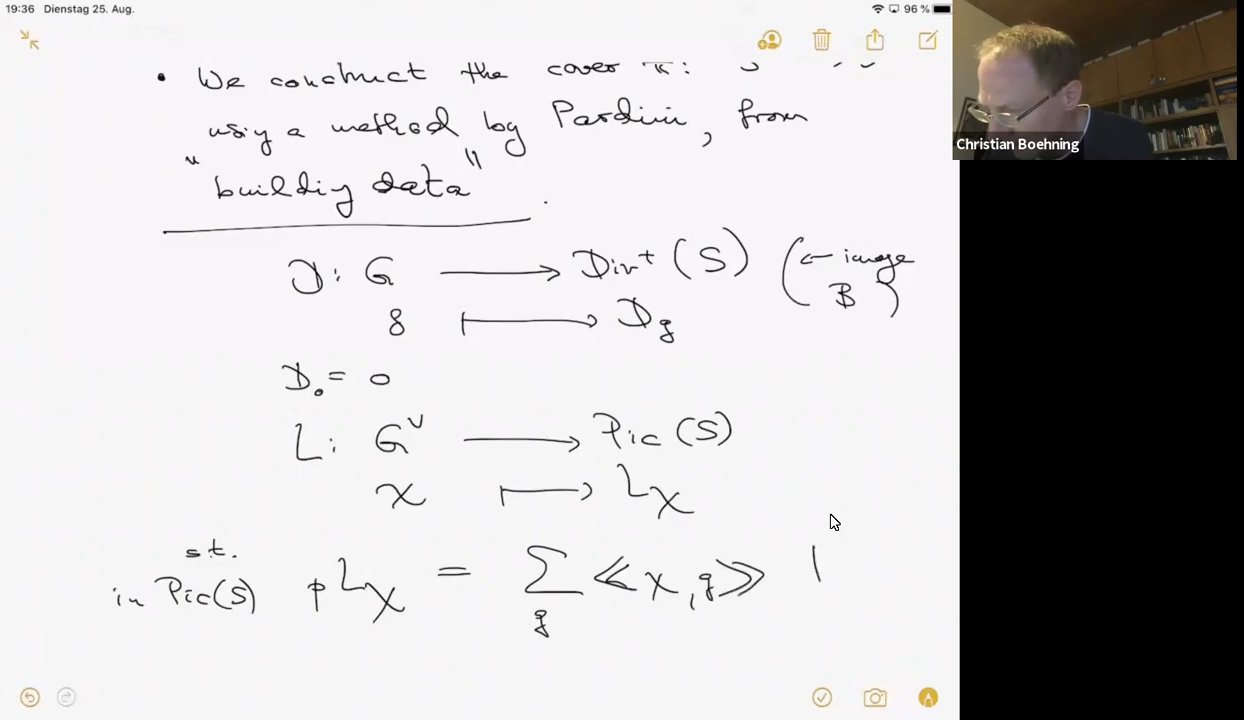 19:36 Dienstag 25. Aug.
96 %
Christian Boehning
• We construct the cover π:
using a method by Pardini, from
"building data".
D: G ⟶ Div⁺(S) (← image B)
g ⟼ D_g
D₀ = 0
L: G^∨ ⟶ Pic(S)
χ ⟼ L_χ
s.t.
in Pic(S) pL_χ = Σ_g ≪χ, g≫